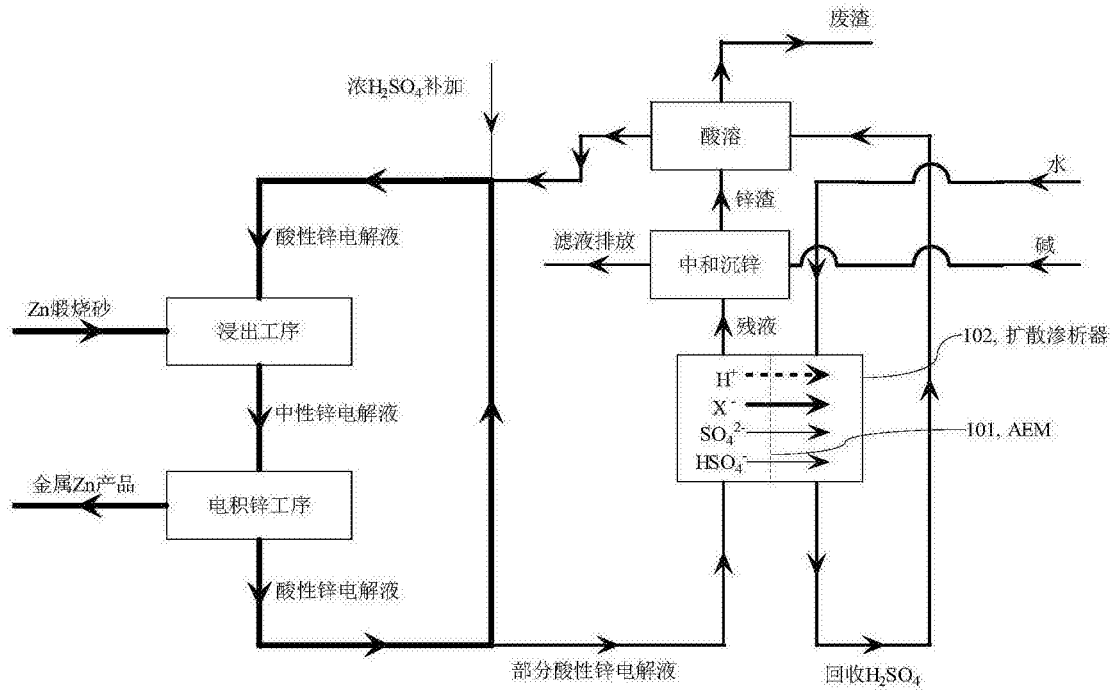 废渣
浓H₂SO₄补加
酸溶
水
锌渣
酸性锌电解液
滤液排放
中和沉锌
碱
Zn煅烧砂
浸出工序
残液
102, 扩散渗析器
H⁺
X⁻
中性锌电解液
SO₄²⁻
101, AEM
HSO₄⁻
金属Zn产品
电积锌工序
酸性锌电解液
部分酸性锌电解液
回收H₂SO₄